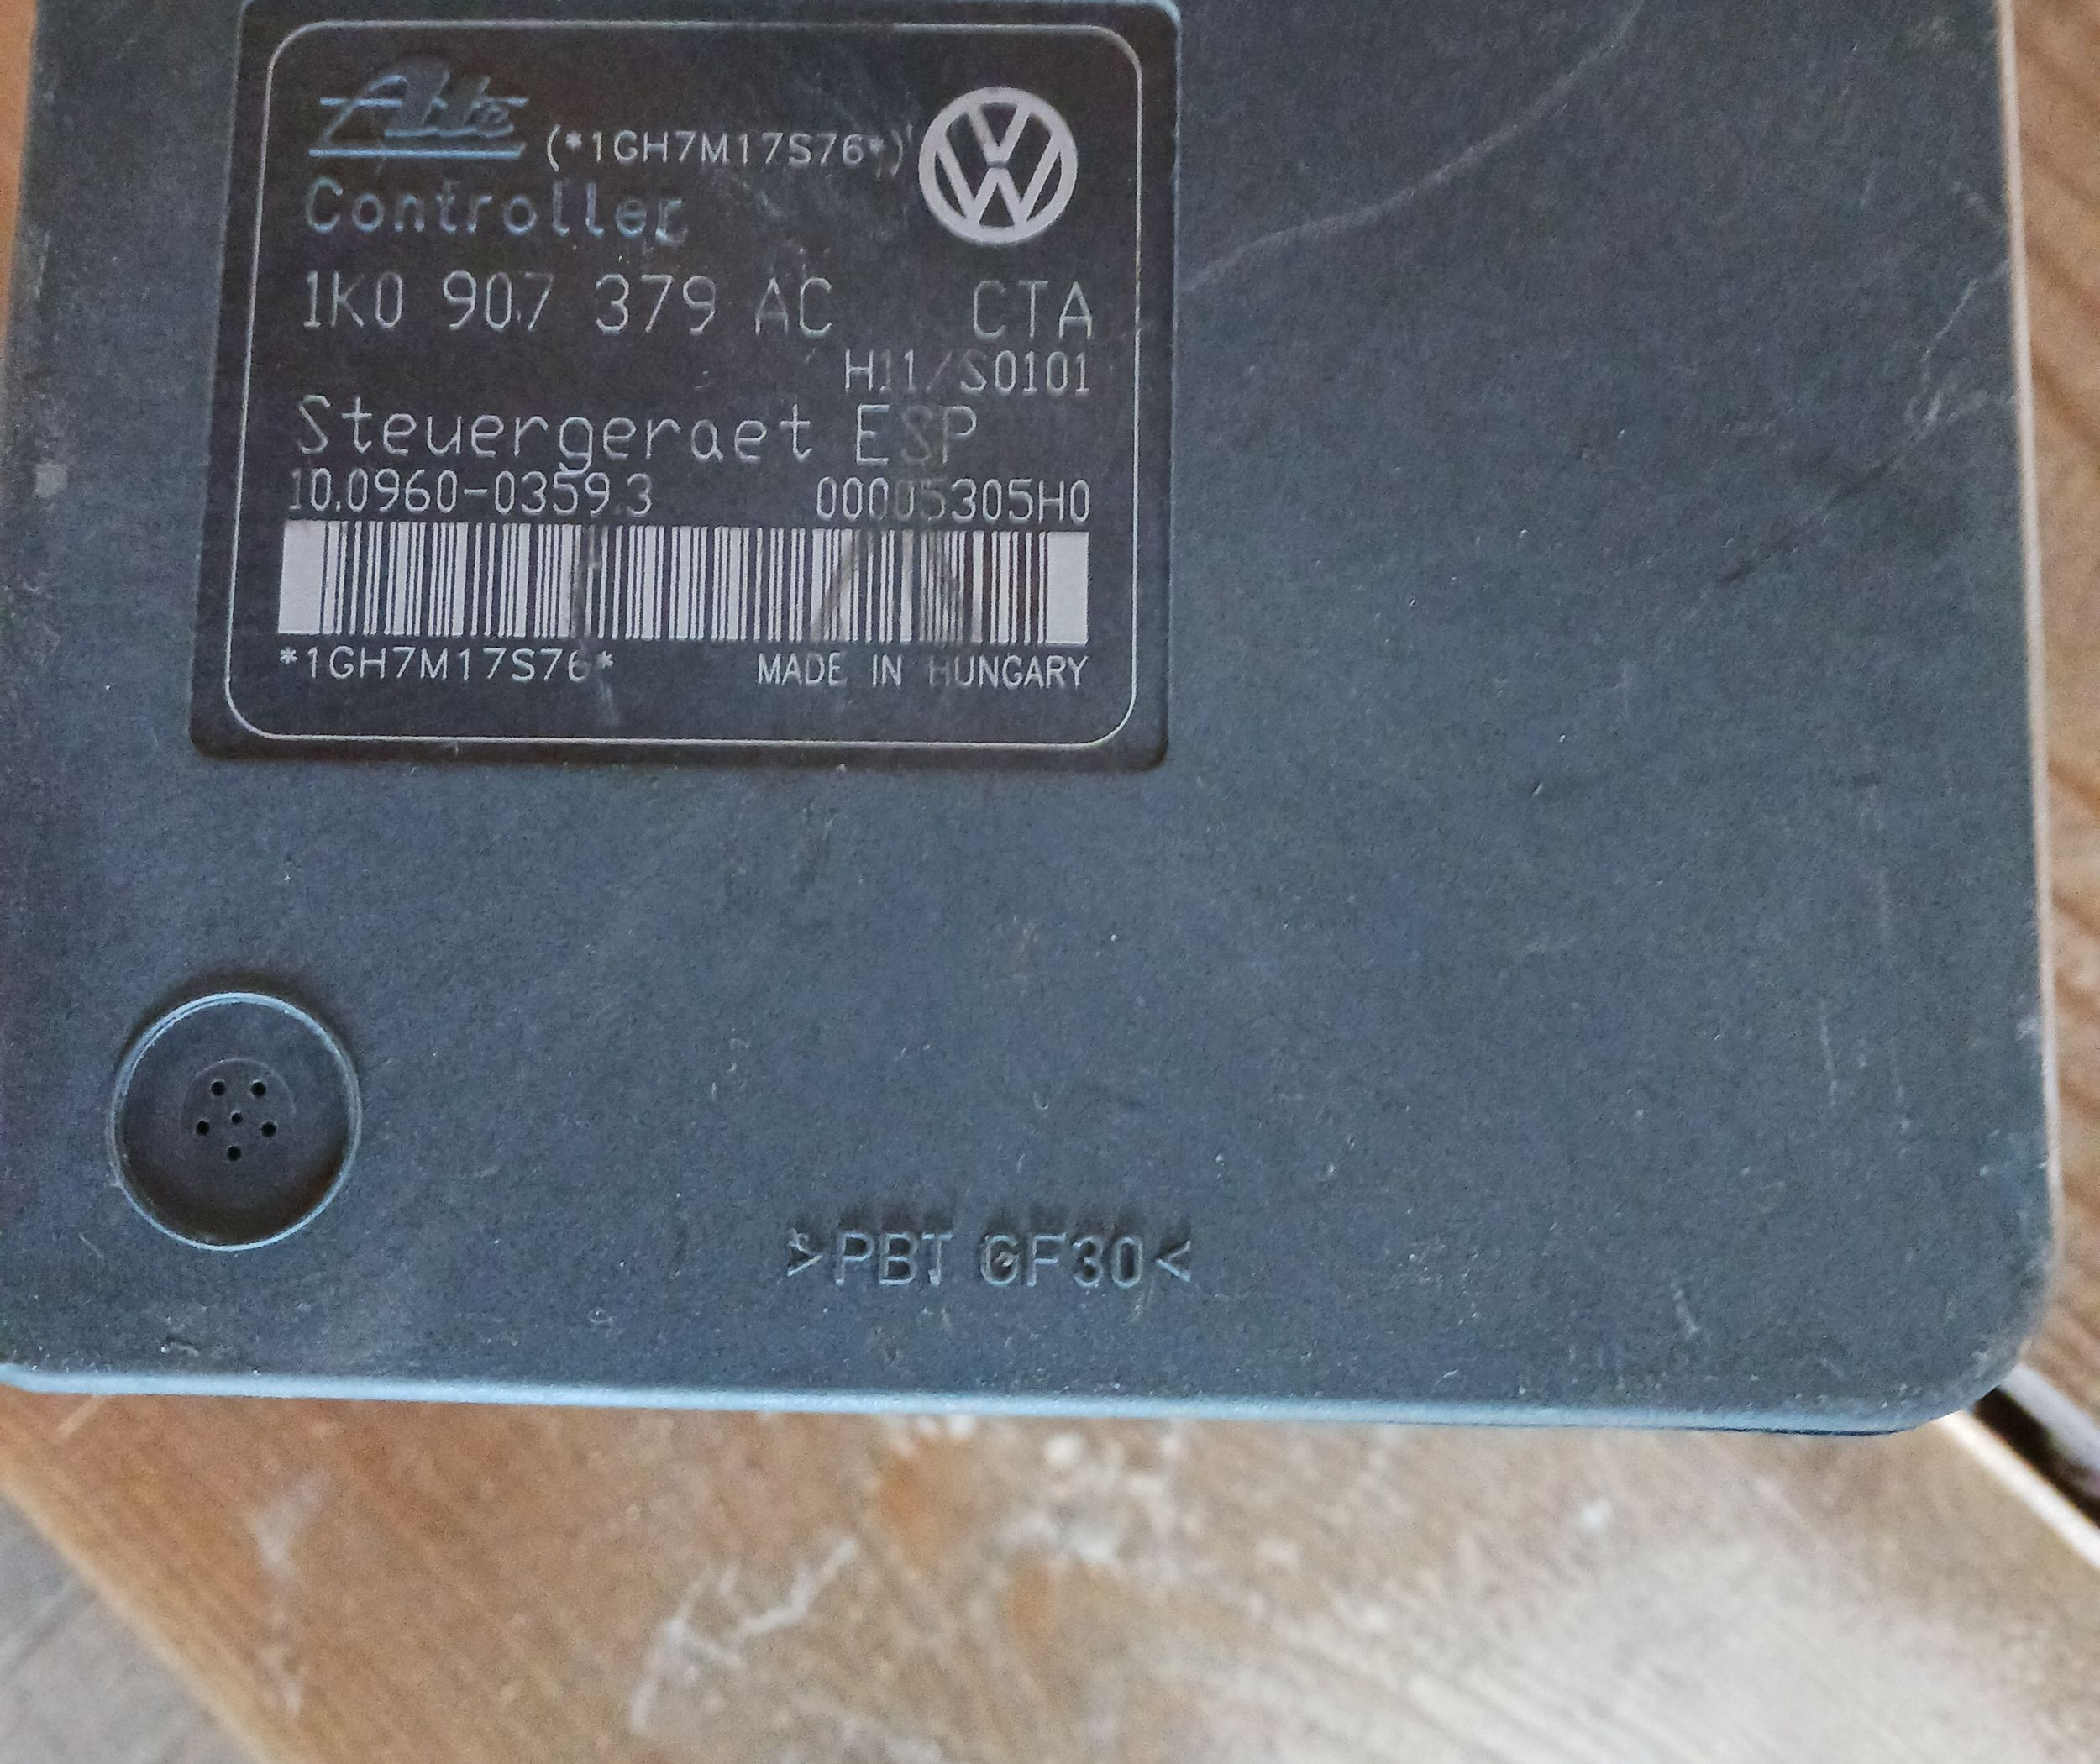 Ate (*1GH7M17S76*)
Controller
1K0 907 379 AC CTA
H11/S0101
Steuergeraet ESP
10.0960-0359.3 00005305H0
*1GH7M17S76* MADE IN HUNGARY
>PBT GF30<